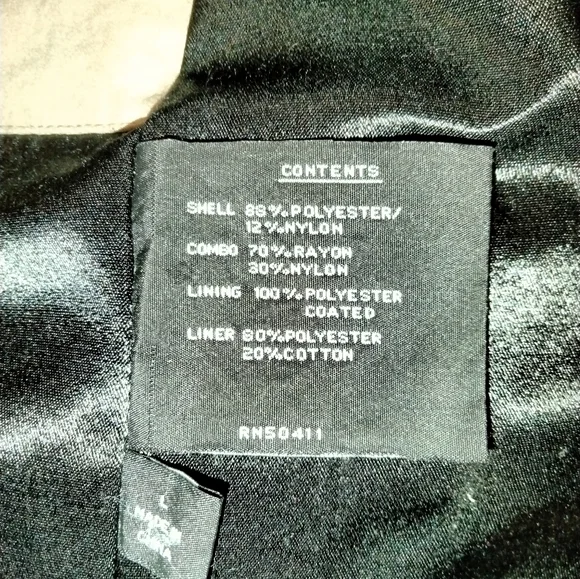 CONTENTS
SHELL 88%POLYESTER/
12%NYLON
COMBO 70%RAYON
30%NYLON
LINING 100%POLYESTER
COATED
LINER 80%POLYESTER
20%COTTON
RN50411
L
MADE IN
CHINA